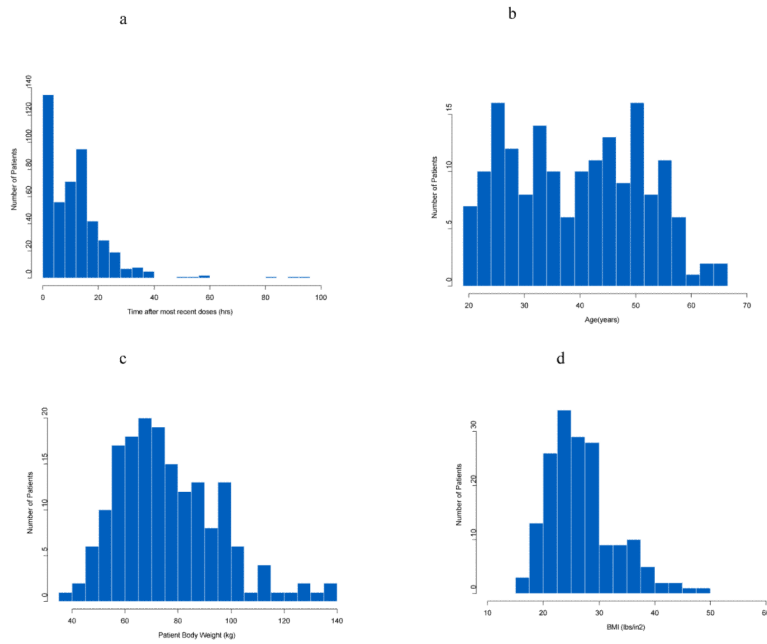 a
b
Number of Patients
0 20 40 60 80 100 120 140
0 20 40 60 80 100
Time after most recent doses (hrs)
Number of Patients
0 5 10 15
20 30 40 50 60 70
Age(years)
c
d
Number of Patients
0 5 10 15 20
40 60 80 100 120 140
Patient Body Weight (kg)
Number of Patients
0 10 20 30
10 20 30 40 50 60
BMI (lbs/in2)